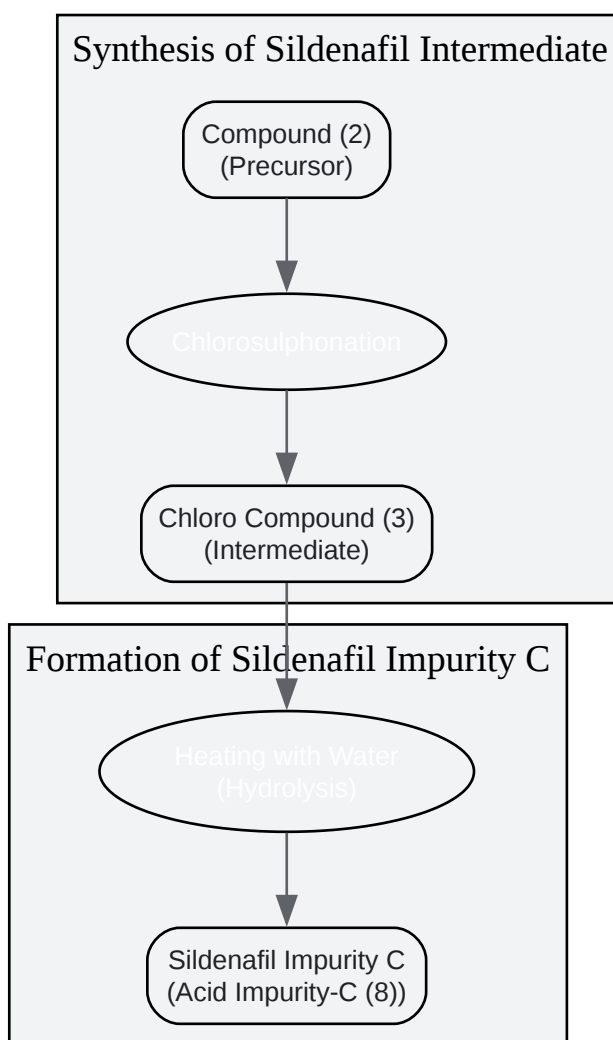 Synthesis of Sildenafil Intermediate
Compound (2)
(Precursor)
Chlorosulphonation
Chloro Compound (3)
(Intermediate)
Formation of Sildenafil Impurity C
Heating with Water
(Hydrolysis)
Sildenafil Impurity C
(Acid Impurity-C (8))